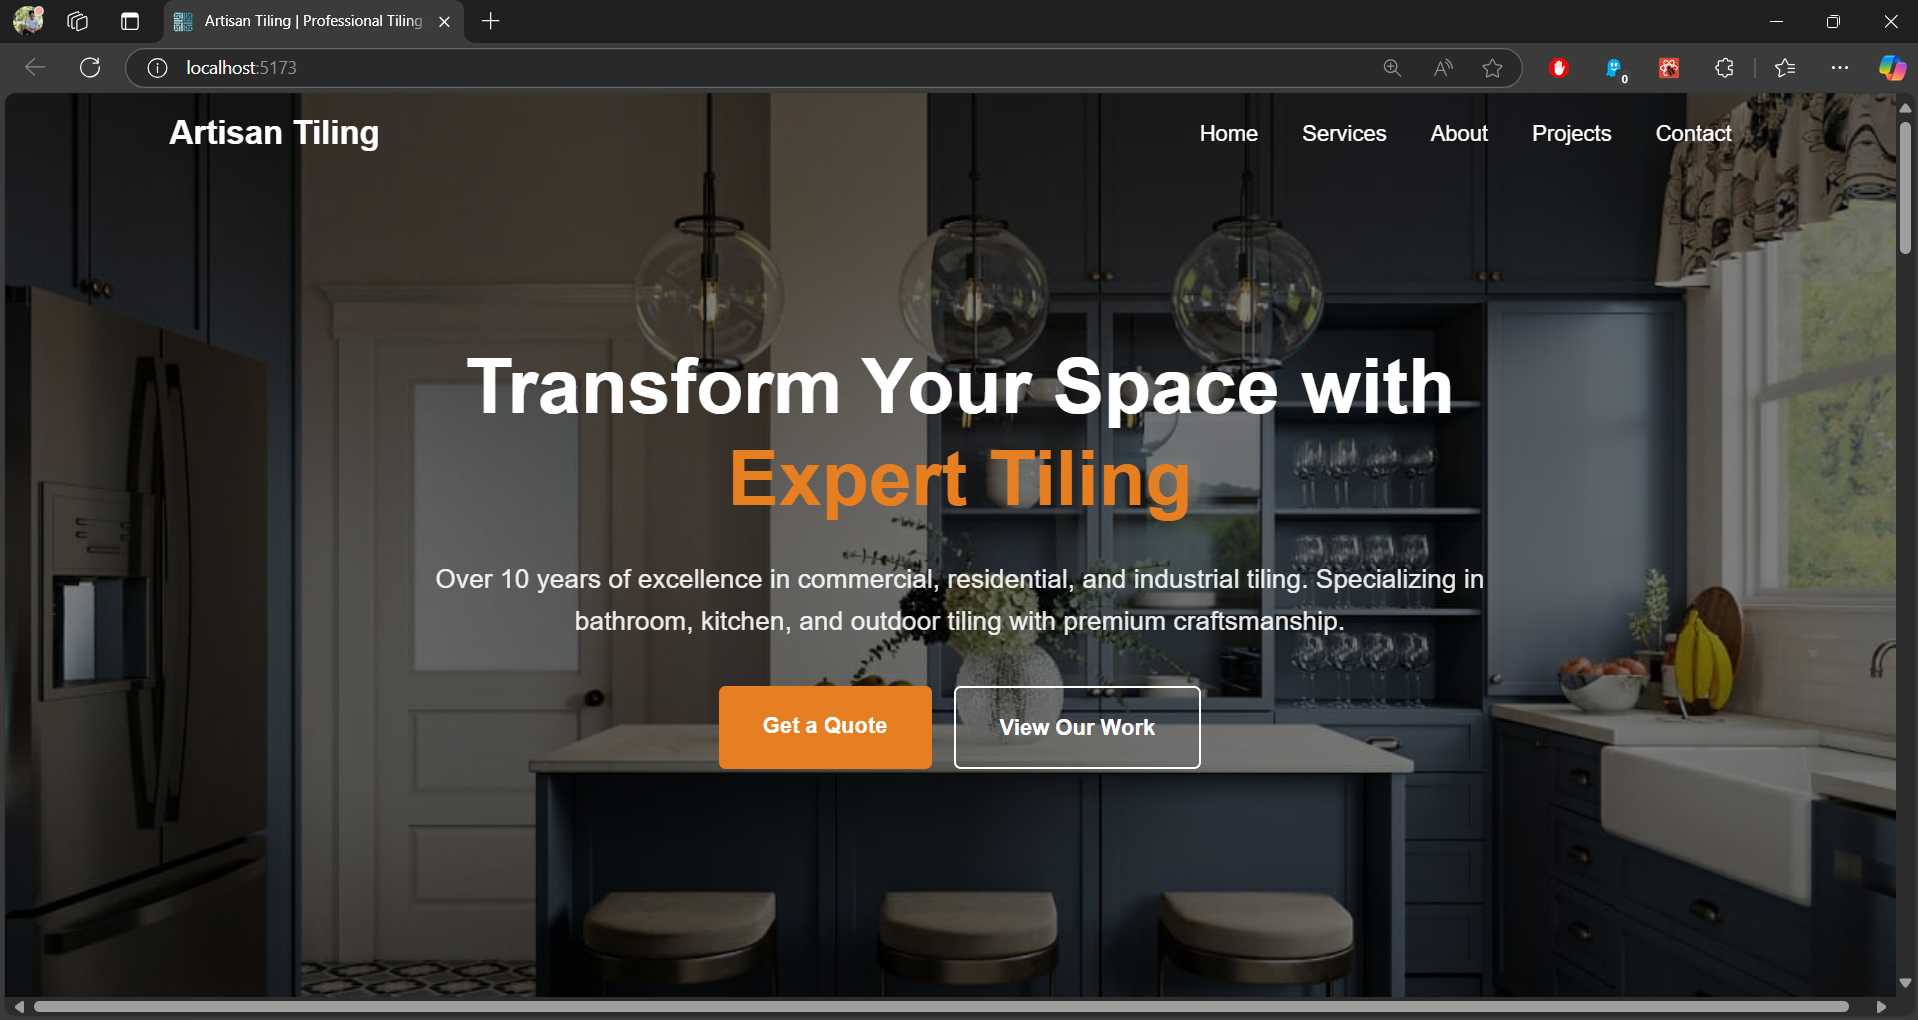 Artisan Tiling | Professional Tiling
localhost:5173
0
Artisan Tiling
Home Services About Projects Contact
Transform Your Space with
Expert Tiling
Over 10 years of excellence in commercial, residential, and industrial tiling. Specializing in
bathroom, kitchen, and outdoor tiling with premium craftsmanship.
Get a Quote View Our Work